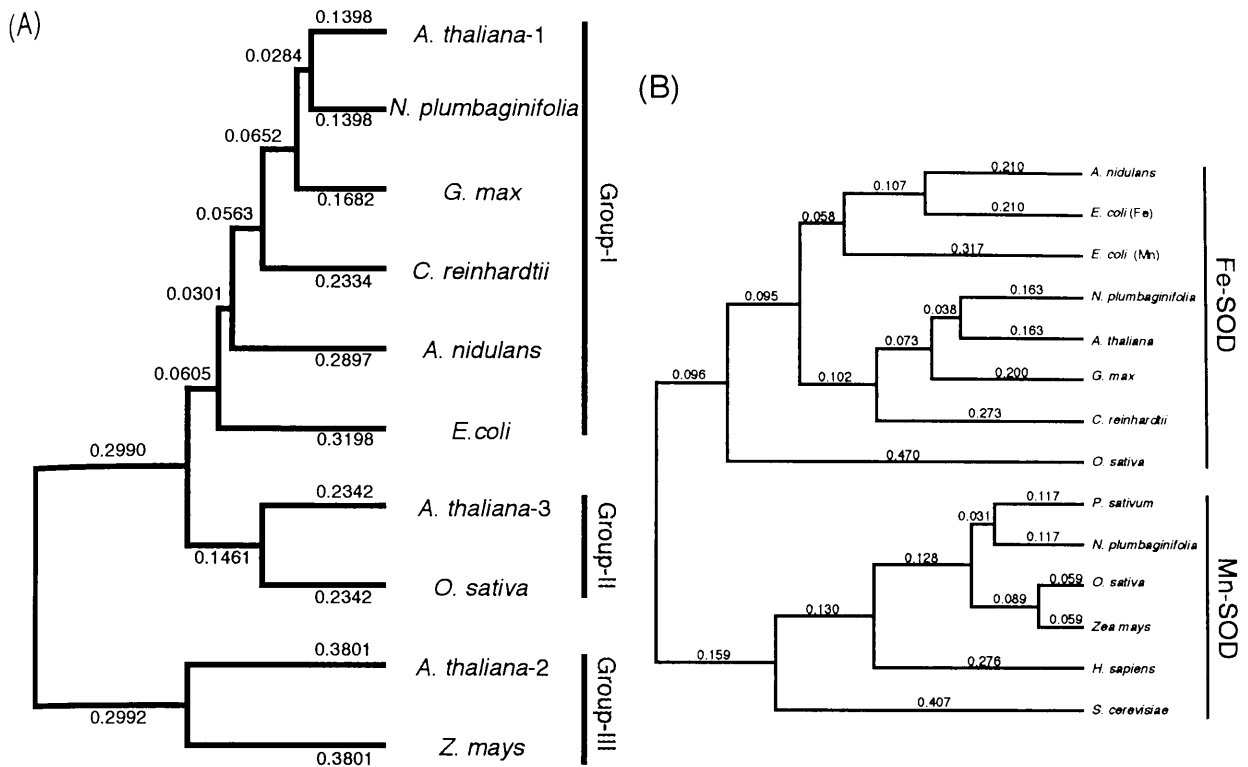 (A)
0.1398
A. thaliana-1
0.0284
N. plumbaginifolia
0.1398
0.0652
G. max
0.1682
0.0563
C. reinhardtii
0.2334
0.0301
A. nidulans
0.2897
0.0605
E.coli
0.3198
0.2990
0.2342
A. thaliana-3
0.1461
O. sativa
0.2342
0.3801
A. thaliana-2
0.2992
Z. mays
0.3801
Group-I
Group-II
Group-III
(B)
0.210
A. nidulans
0.107
0.210
E. coli (Fe)
0.058
0.317
E. coli (Mn)
0.095
0.163
N. plumbaginifolia
0.038
0.163
A. thaliana
0.073
0.200
G. max
0.096
0.102
0.273
C. reinhardtii
0.470
O. sativa
0.117
P. sativum
0.031
0.117
N. plumbaginifolia
0.128
0.059
O. sativa
0.089
0.059
Zea mays
0.130
0.276
H. sapiens
0.159
0.407
S. cerevisiae
Fe-SOD
Mn-SOD